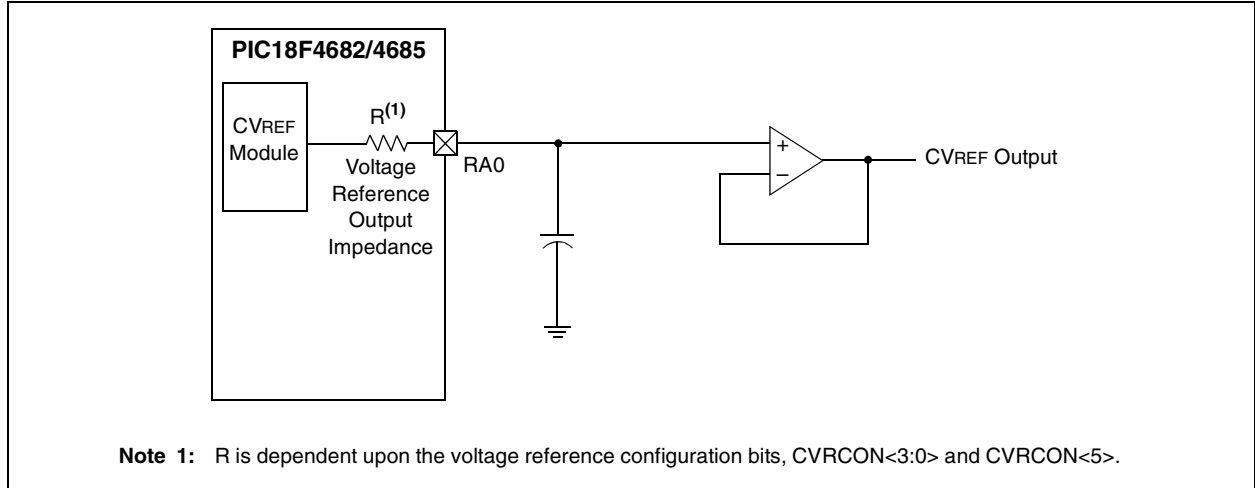 PIC18F4682/4685
CVREF
Module
R(1)
Voltage
Reference
Output
Impedance
RA0
+
–
CVREF Output
Note 1: R is dependent upon the voltage reference configuration bits, CVRCON<3:0> and CVRCON<5>.